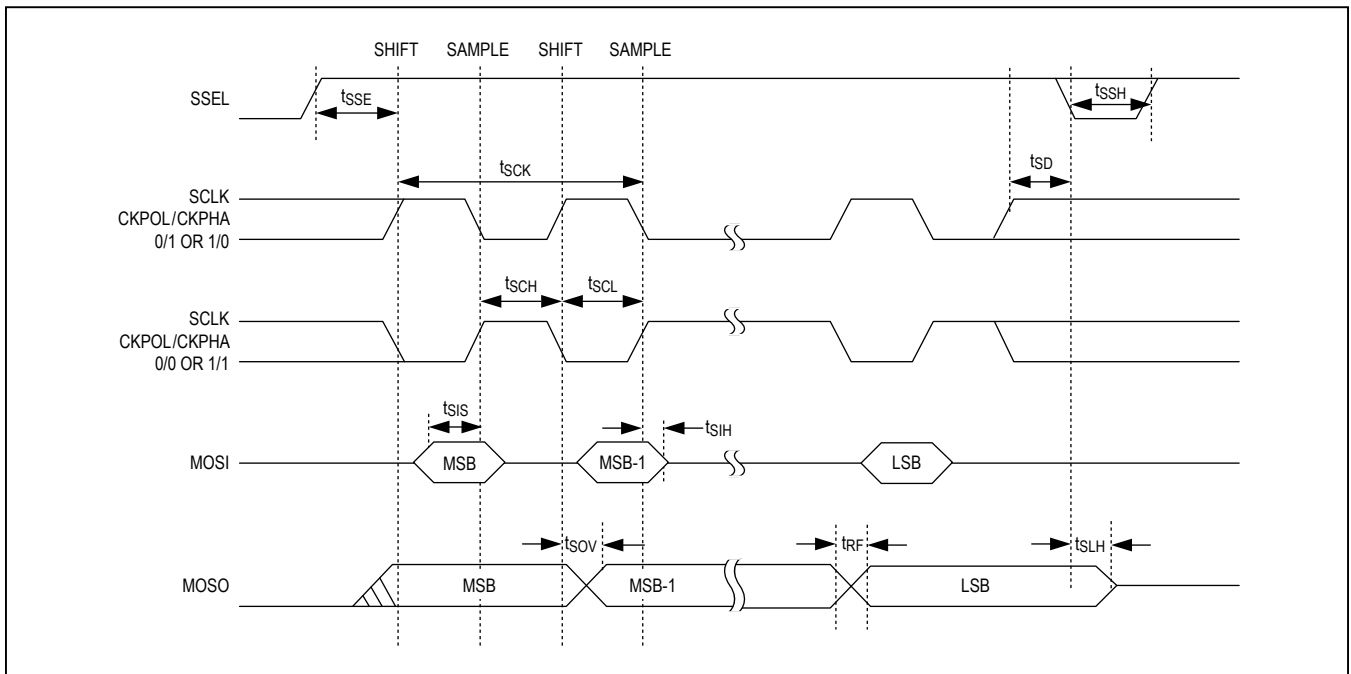 SHIFT SAMPLE SHIFT SAMPLE
SSEL
tSSE
tSSH
tSCK
tSD
SCLK
CKPOL/CKPHA
0/1 OR 1/0
tSCH tSCL
SCLK
CKPOL/CKPHA
0/0 OR 1/1
tSIS
tSIH
MOSI MSB MSB-1 LSB
tSOV tRF tSLH
MOSO MSB MSB-1 LSB